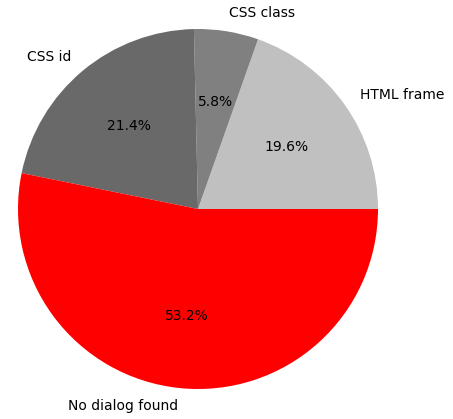 CSS class
CSS id
HTML frame
5.8%
21.4%
19.6%
53.2%
No dialog found